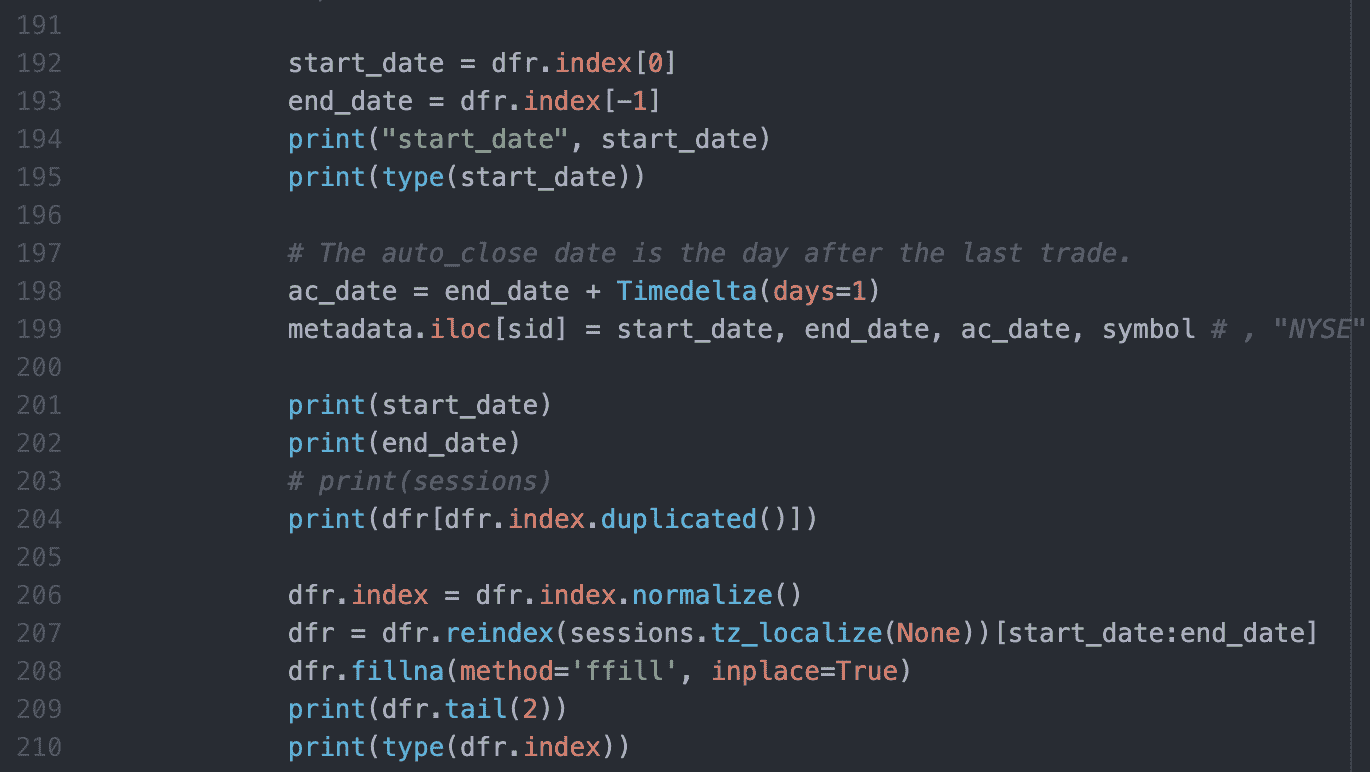 191
192 start_date = dfr.index[0]
193 end_date = dfr.index[-1]
194 print("start_date", start_date)
195 print(type(start_date))
196
197 # The auto_close date is the day after the last trade.
198 ac_date = end_date + Timedelta(days=1)
199 metadata.iloc[sid] = start_date, end_date, ac_date, symbol # , "NYSE"
200
201 print(start_date)
202 print(end_date)
203 # print(sessions)
204 print(dfr[dfr.index.duplicated()])
205
206 dfr.index = dfr.index.normalize()
207 dfr = dfr.reindex(sessions.tz_localize(None))[start_date:end_date]
208 dfr.fillna(method='ffill', inplace=True)
209 print(dfr.tail(2))
210 print(type(dfr.index))